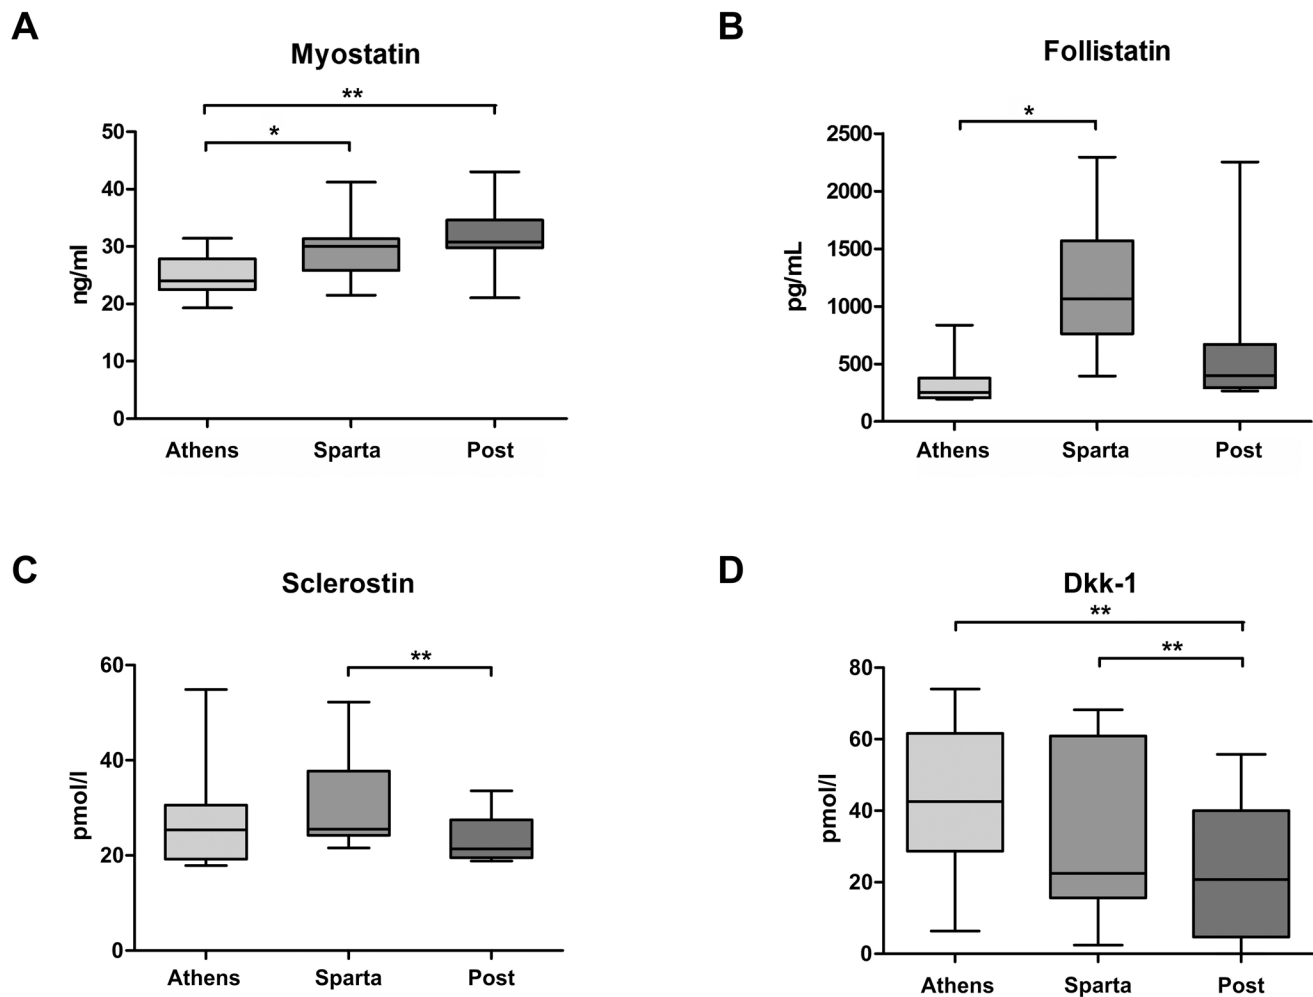 A
Myostatin
**
*
50
40
30
20
10
0
ng/ml
Athens Sparta Post
B
Follistatin
*
2500
2000
1500
1000
500
0
pg/mL
Athens Sparta Post
C
Sclerostin
**
60
40
20
0
pmol/l
Athens Sparta Post
D
Dkk-1
**
**
80
60
40
20
0
pmol/l
Athens Sparta Post